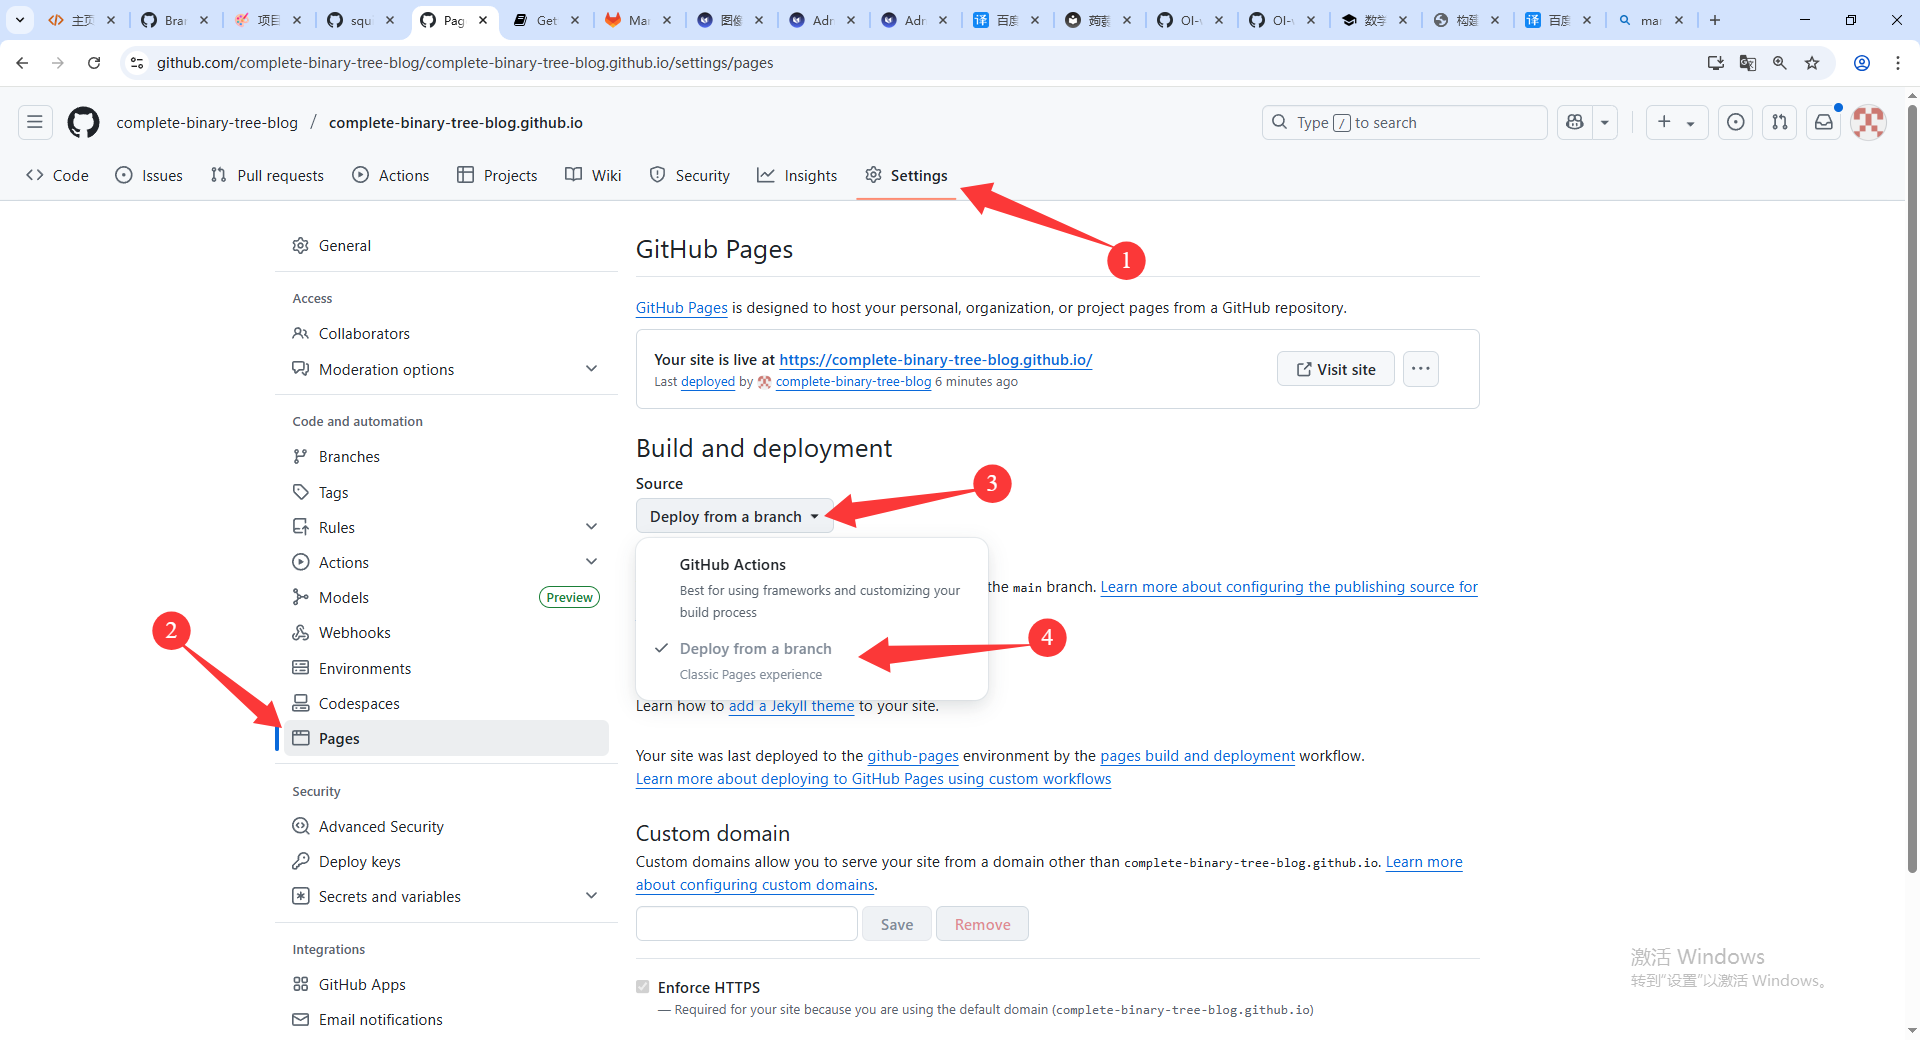 主页
Bra
项目
squ
Pag
Get
Mar
图像
Adr
Adr
百度
蒟蒻
OI-
OI-
数学
构建
百度
mar
github.com/complete-binary-tree-blog/complete-binary-tree-blog.github.io/settings/pages
complete-binary-tree-blog / complete-binary-tree-blog.github.io
Type / to search
Code Issues Pull requests Actions Projects Wiki Security Insights Settings
1
General
Access
Collaborators
Moderation options
Code and automation
Branches
Tags
Rules
Actions
Models Preview
Webhooks
2
Environments
Codespaces
Pages
Security
Advanced Security
Deploy keys
Secrets and variables
Integrations
GitHub Apps
Email notifications
GitHub Pages
GitHub Pages is designed to host your personal, organization, or project pages from a GitHub repository.
Your site is live at https://complete-binary-tree-blog.github.io/
Last deployed by complete-binary-tree-blog 6 minutes ago
Visit site
Build and deployment
Source
3
Deploy from a branch
GitHub Actions
Best for using frameworks and customizing your
build process
the main branch. Learn more about configuring the publishing source for
4
Deploy from a branch
Classic Pages experience
Learn how to add a Jekyll theme to your site.
Your site was last deployed to the github-pages environment by the pages build and deployment workflow.
Learn more about deploying to GitHub Pages using custom workflows
Custom domain
Custom domains allow you to serve your site from a domain other than complete-binary-tree-blog.github.io. Learn more
about configuring custom domains.
Save Remove
Enforce HTTPS
— Required for your site because you are using the default domain (complete-binary-tree-blog.github.io)
激活 Windows
转到“设置”以激活 Windows。